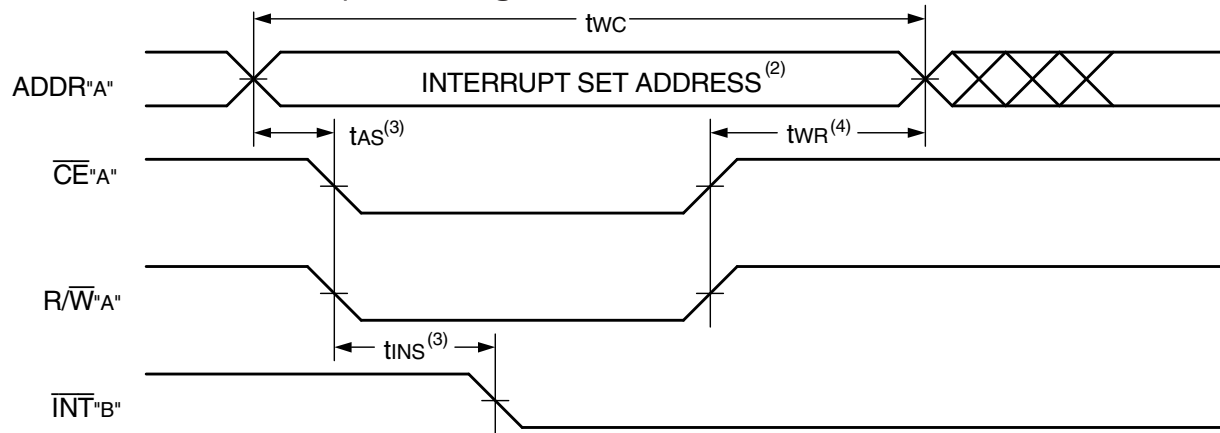 tWC
ADDR"A"
INTERRUPT SET ADDRESS(2)
tAS(3)
tWR(4)
CE"A"
R/W"A"
tINS(3)
INT"B"